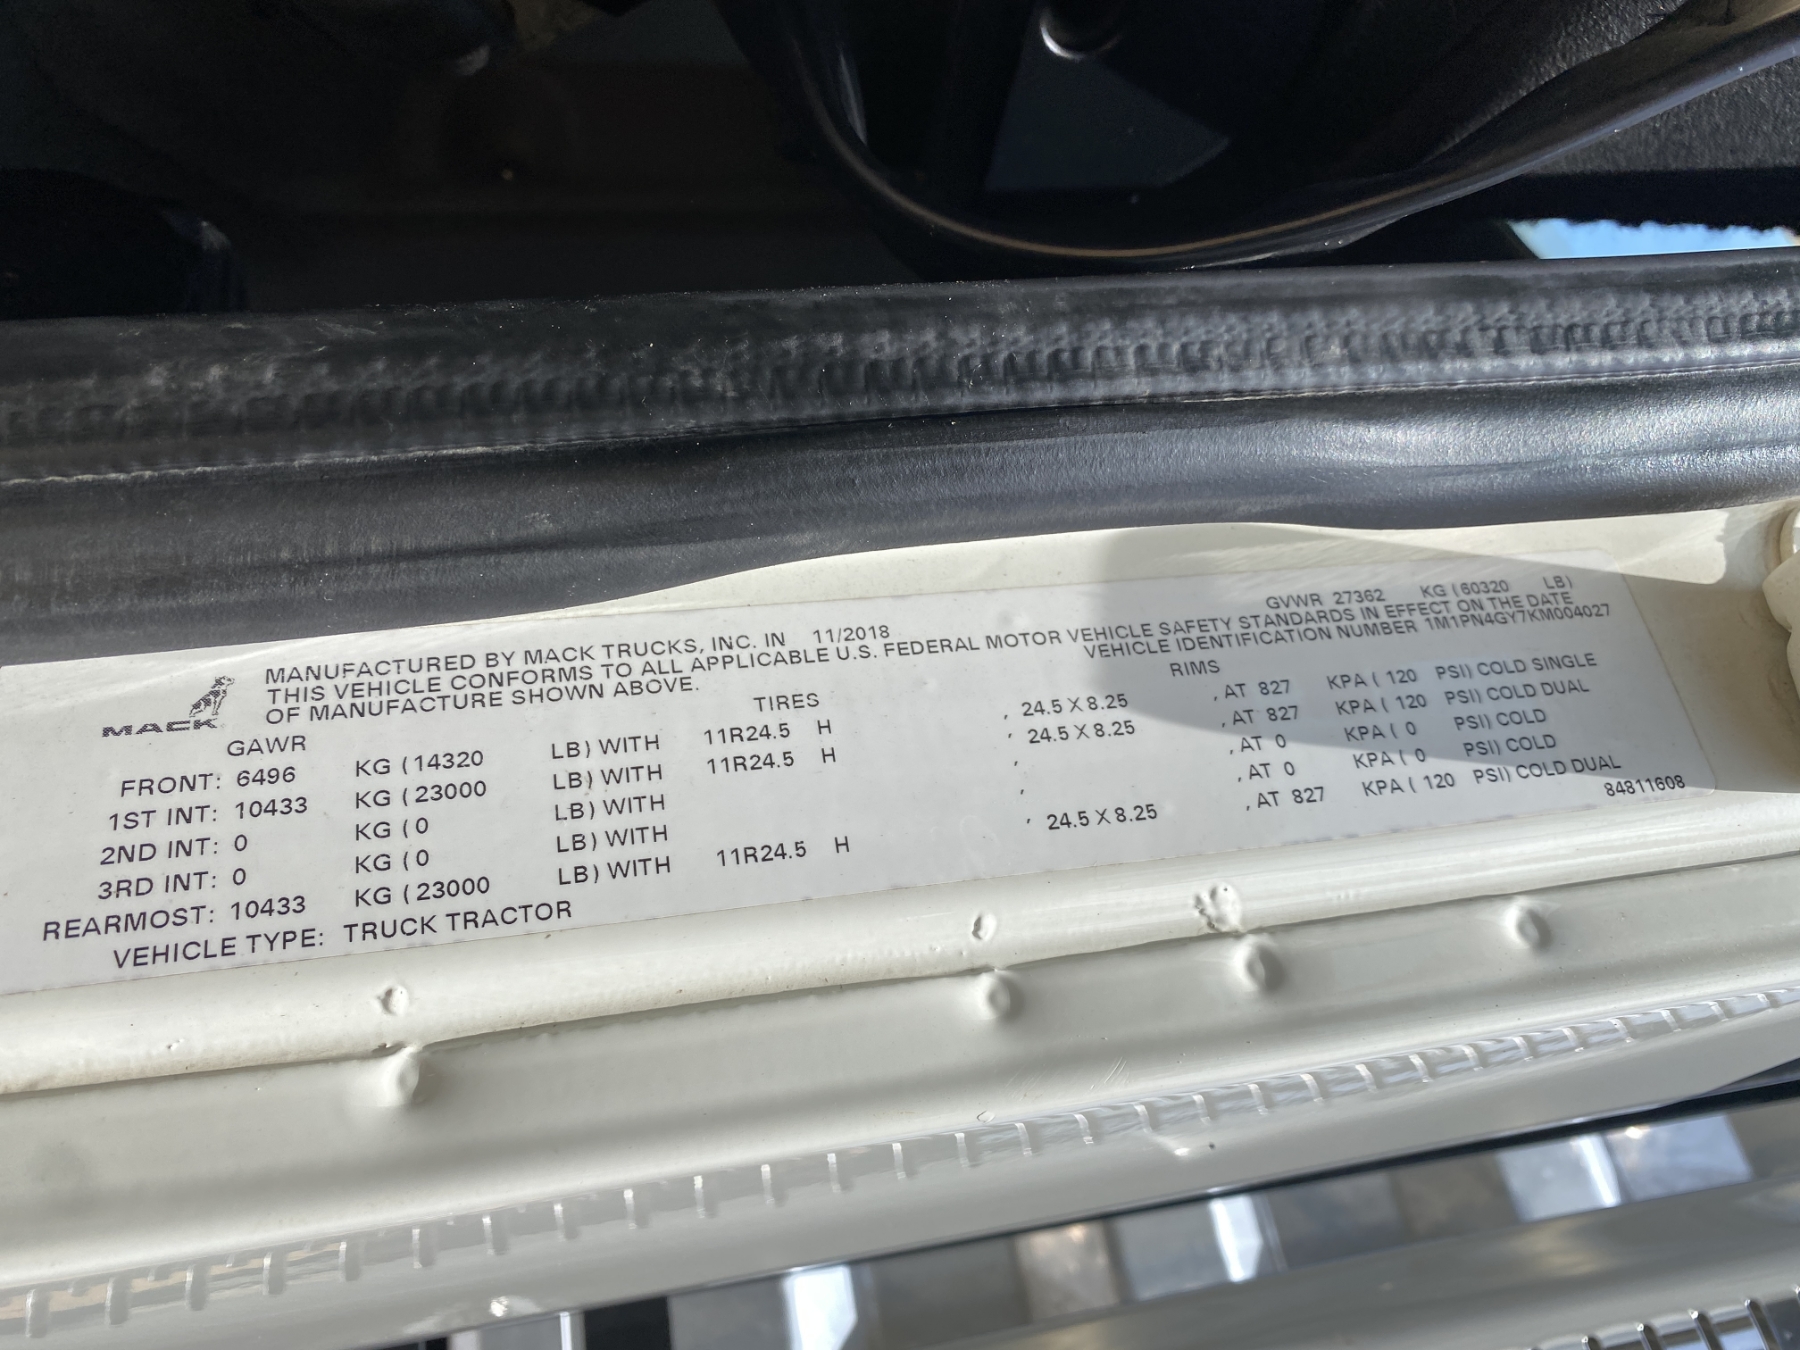 MACK
MANUFACTURED BY MACK TRUCKS, INC. IN 11/2018 GVWR 27362 KG (60320 LB)
THIS VEHICLE CONFORMS TO ALL APPLICABLE U.S. FEDERAL MOTOR VEHICLE SAFETY STANDARDS IN EFFECT ON THE DATE
OF MANUFACTURE SHOWN ABOVE. VEHICLE IDENTIFICATION NUMBER 1M1PN4GY7KM004027
GAWR TIRES RIMS
FRONT: 6496 KG (14320 LB) WITH 11R24.5 H , 24.5 X 8.25 , AT 827 KPA ( 120 PSI) COLD SINGLE
1ST INT: 10433 KG (23000 LB) WITH 11R24.5 H , 24.5 X 8.25 , AT 827 KPA ( 120 PSI) COLD DUAL
2ND INT: 0 KG (0 LB) WITH , , AT 0 KPA ( 0 PSI) COLD
3RD INT: 0 KG (0 LB) WITH , , AT 0 KPA ( 0 PSI) COLD
REARMOST: 10433 KG (23000 LB) WITH 11R24.5 H , 24.5 X 8.25 , AT 827 KPA ( 120 PSI) COLD DUAL
VEHICLE TYPE: TRUCK TRACTOR 84811608